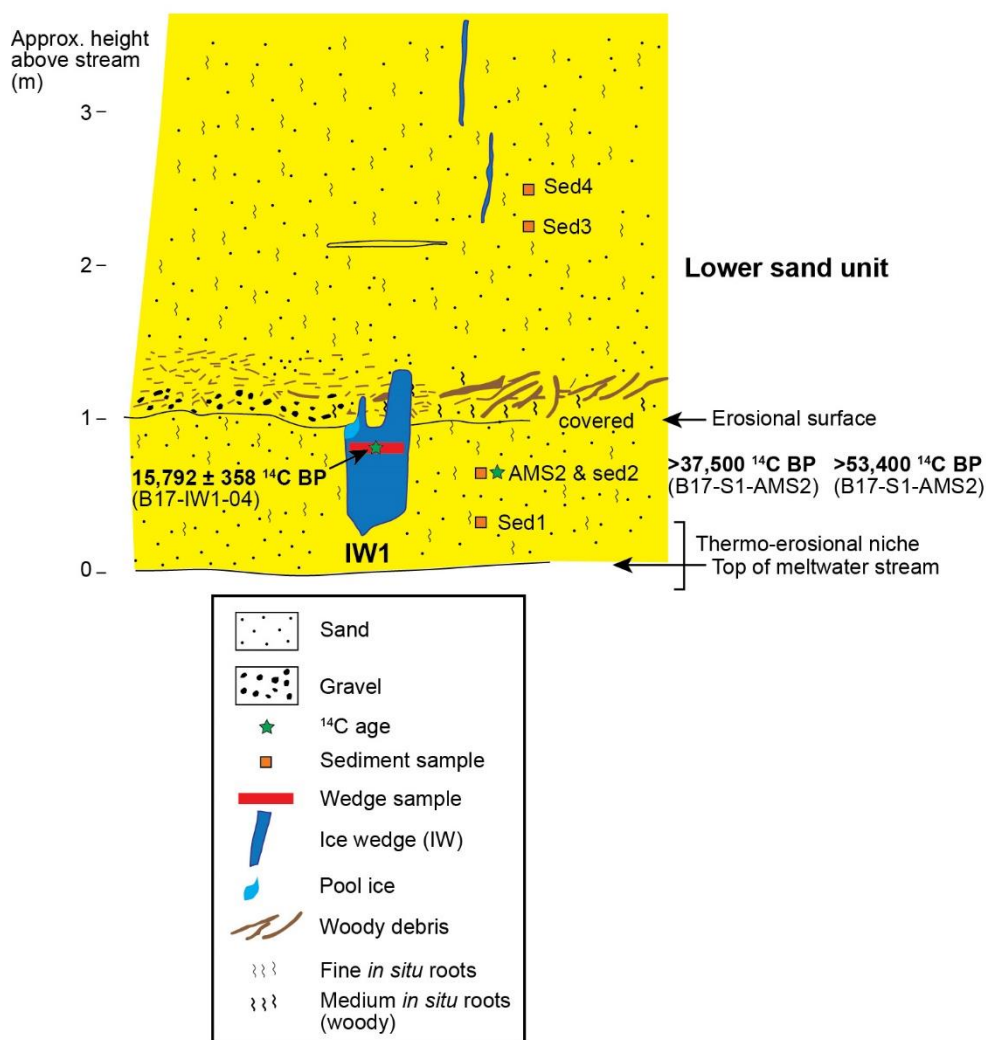 Approx. height
above stream
(m)
3
Sed4
Sed3
2
Lower sand unit
1
covered
Erosional surface
15,792 ± 358 ¹⁴C BP
(B17-IW1-04)
AMS2 & sed2
>37,500 ¹⁴C BP >53,400 ¹⁴C BP
(B17-S1-AMS2) (B17-S1-AMS2)
Sed1
IW1
Thermo-erosional niche
Top of meltwater stream
0
Sand
Gravel
¹⁴C age
Sediment sample
Wedge sample
Ice wedge (IW)
Pool ice
Woody debris
Fine in situ roots
Medium in situ roots
(woody)